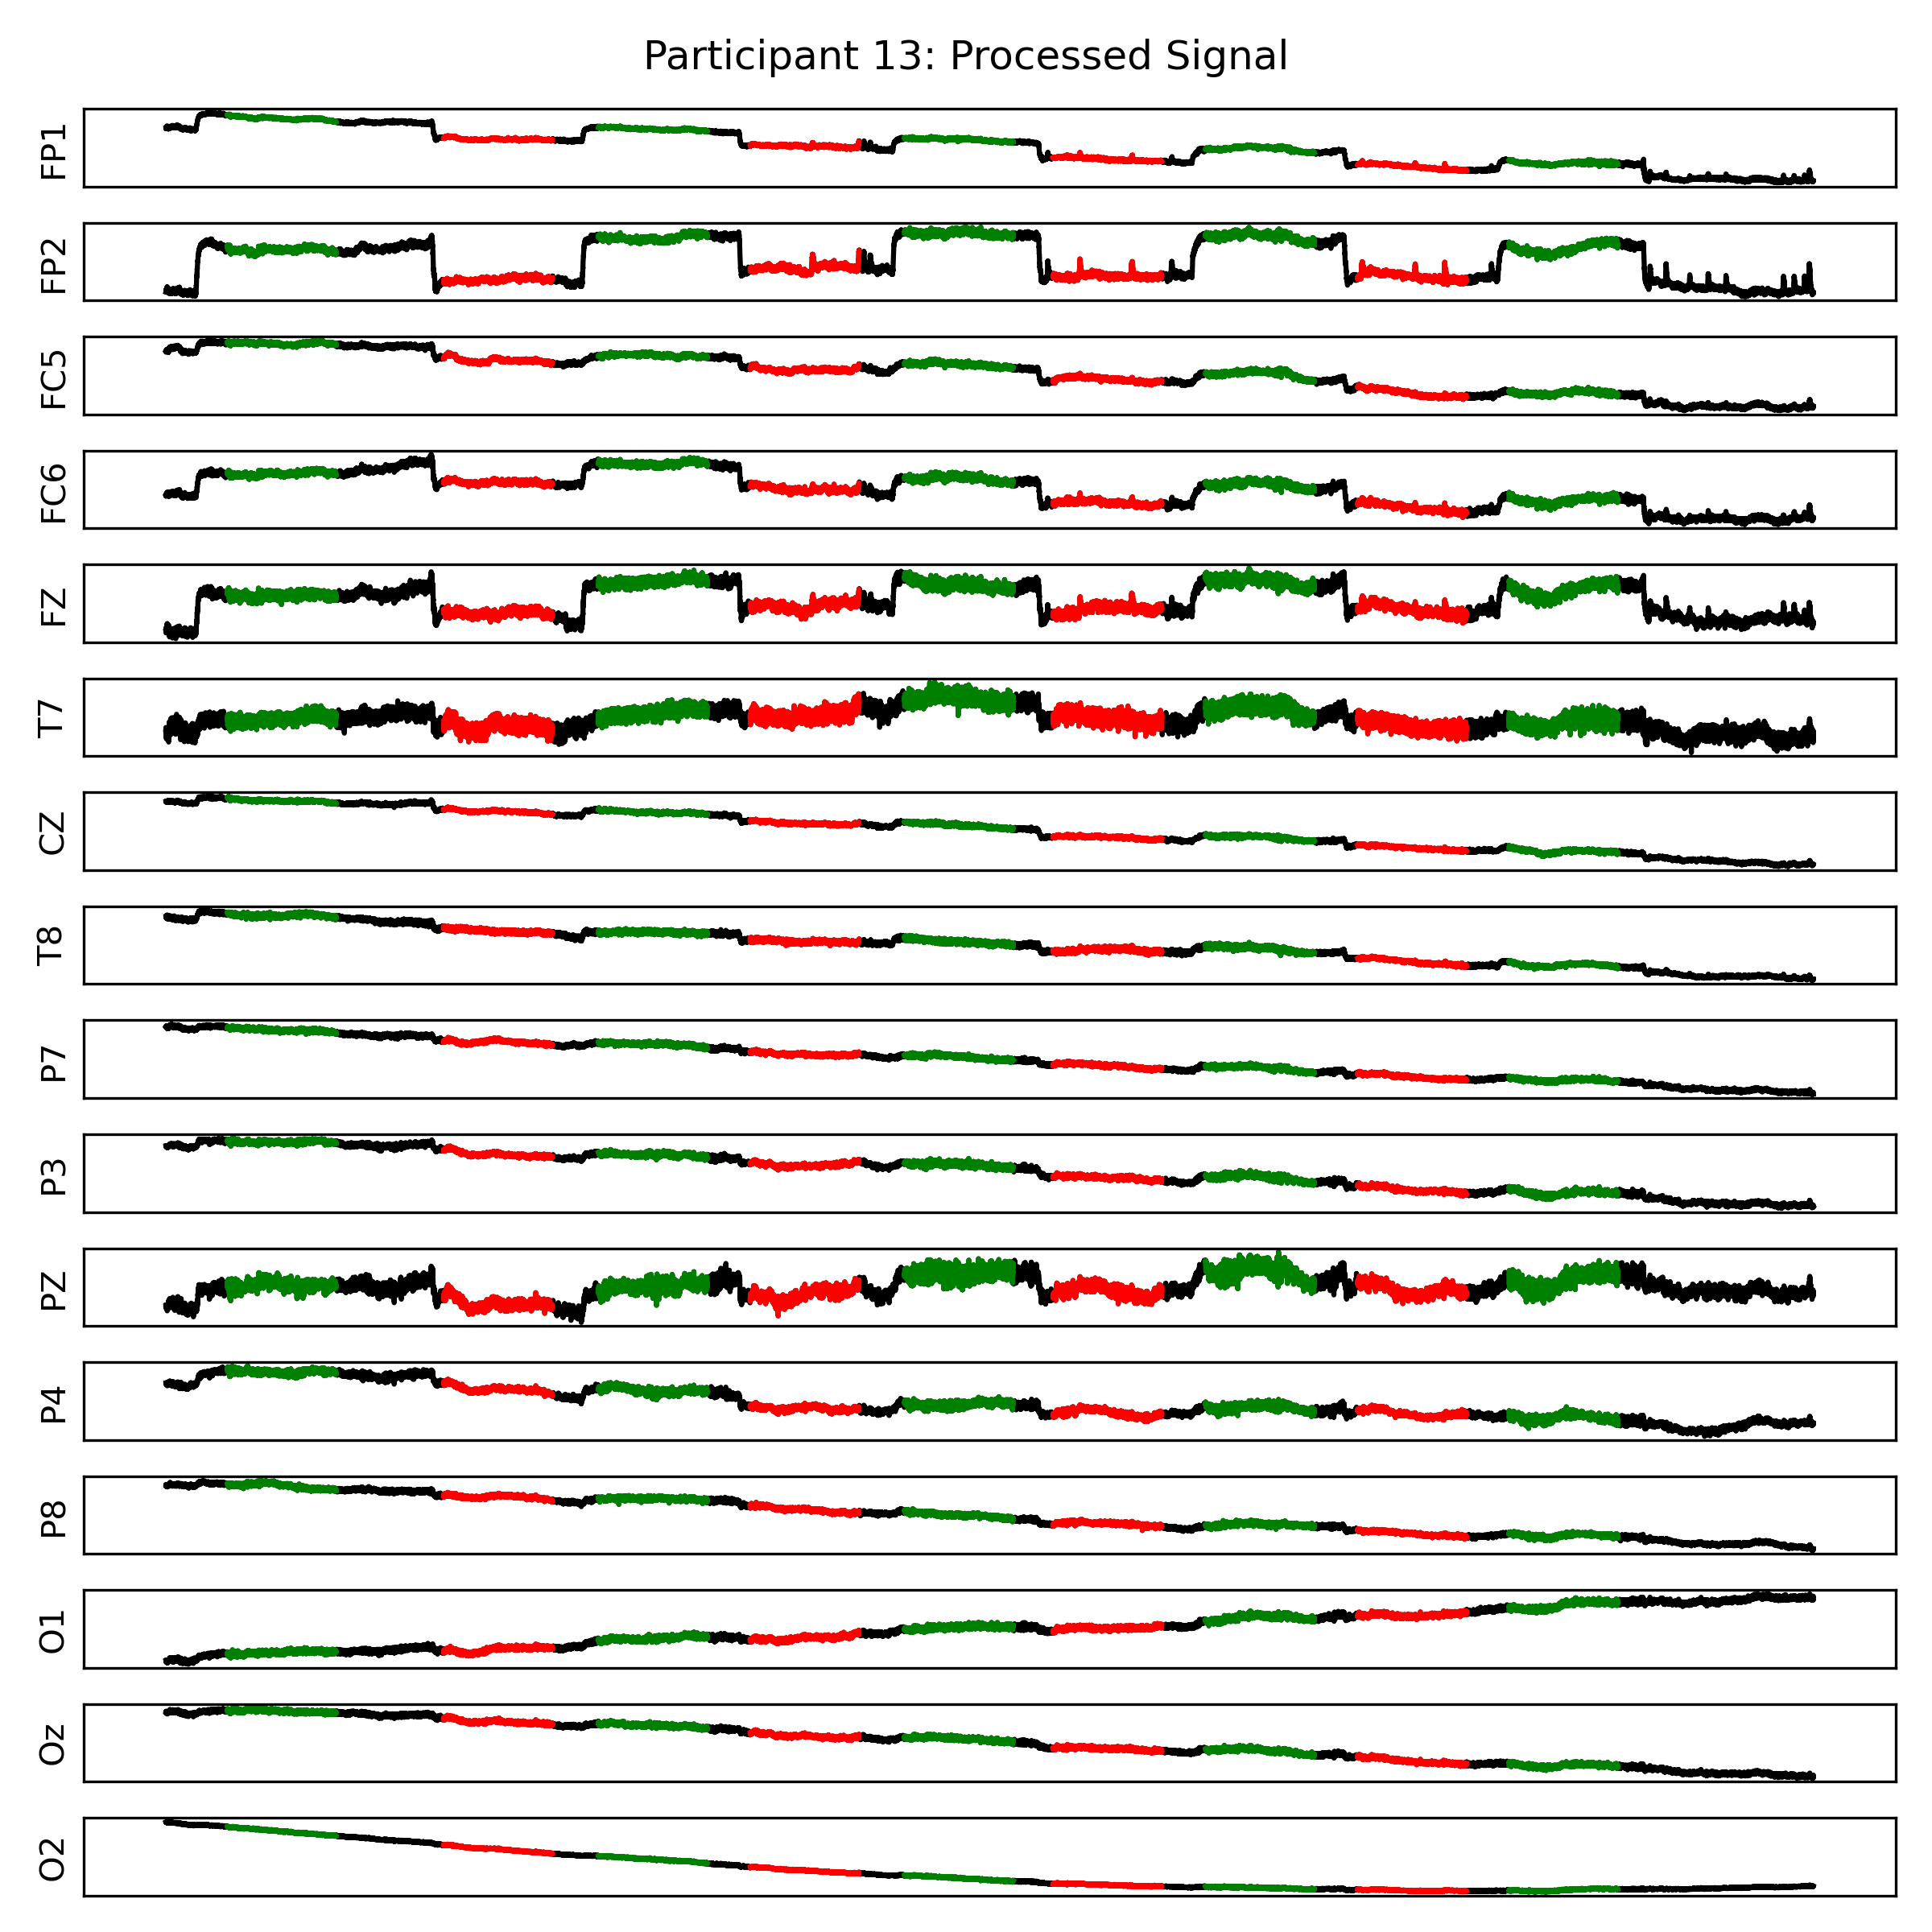 Participant 13: Processed Signal
FP1
FP2
FC5
FC6
FZ
T7
CZ
T8
P7
P3
PZ
P4
P8
O1
Oz
O2